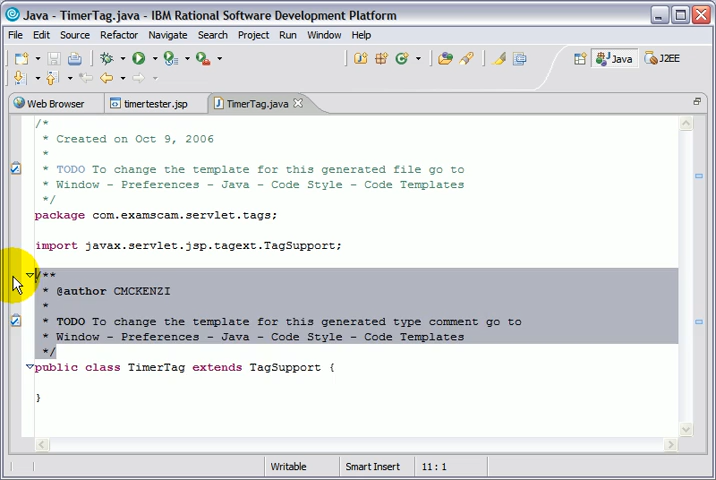 Java - TimerTag.java - IBM Rational Software Development Platform
File Edit Source Refactor Navigate Search Project Run Window Help
Java J2EE
Web Browser timertester.jsp TimerTag.java
/*
* Created on Oct 9, 2006
*
* TODO To change the template for this generated file go to
* Window - Preferences - Java - Code Style - Code Templates
*/
package com.examscam.servlet.tags;
import javax.servlet.jsp.tagext.TagSupport;
/**
* @author CMCKENZI
*
* TODO To change the template for this generated type comment go to
* Window - Preferences - Java - Code Style - Code Templates
*/
public class TimerTag extends TagSupport {
}
Writable Smart Insert 11 : 1